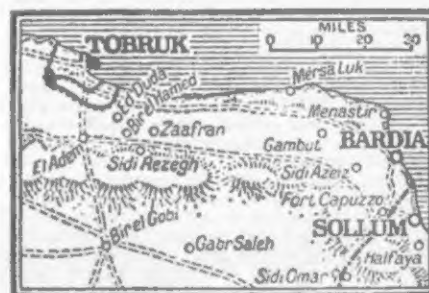 MILES
TOBRUK
0 10 20 30
Mersa Luk
Ed Duda
Bir el Hamed
Menastir
Zaafran
Gambut
BARDIA
El Adem
Sidi Rezegh
Sidi Azeiz
Fort Capuzzo
SOLLUM
Bir el Gobi
Gabr Saleh
Halfaya
Sidi Omar